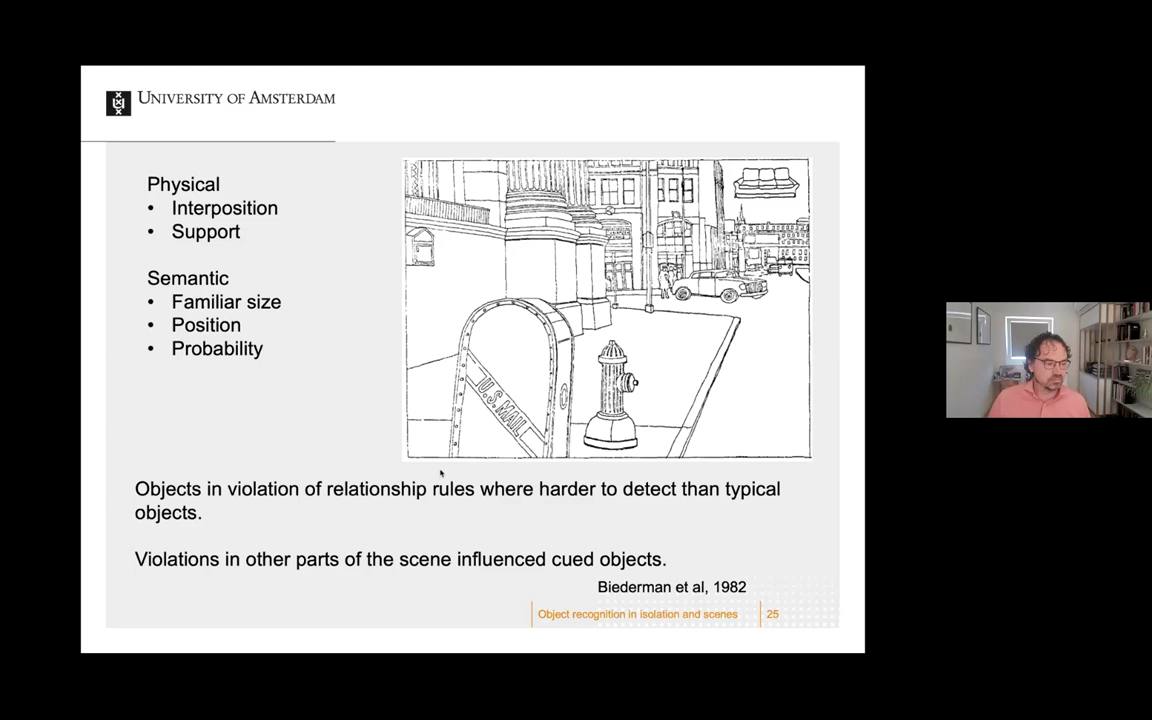 UNIVERSITY OF AMSTERDAM
Physical
• Interposition
• Support
Semantic
• Familiar size
• Position
• Probability
U.S. MAIL
Objects in violation of relationship rules where harder to detect than typical
objects.
Violations in other parts of the scene influenced cued objects.
Biederman et al, 1982
Object recognition in isolation and scenes
25